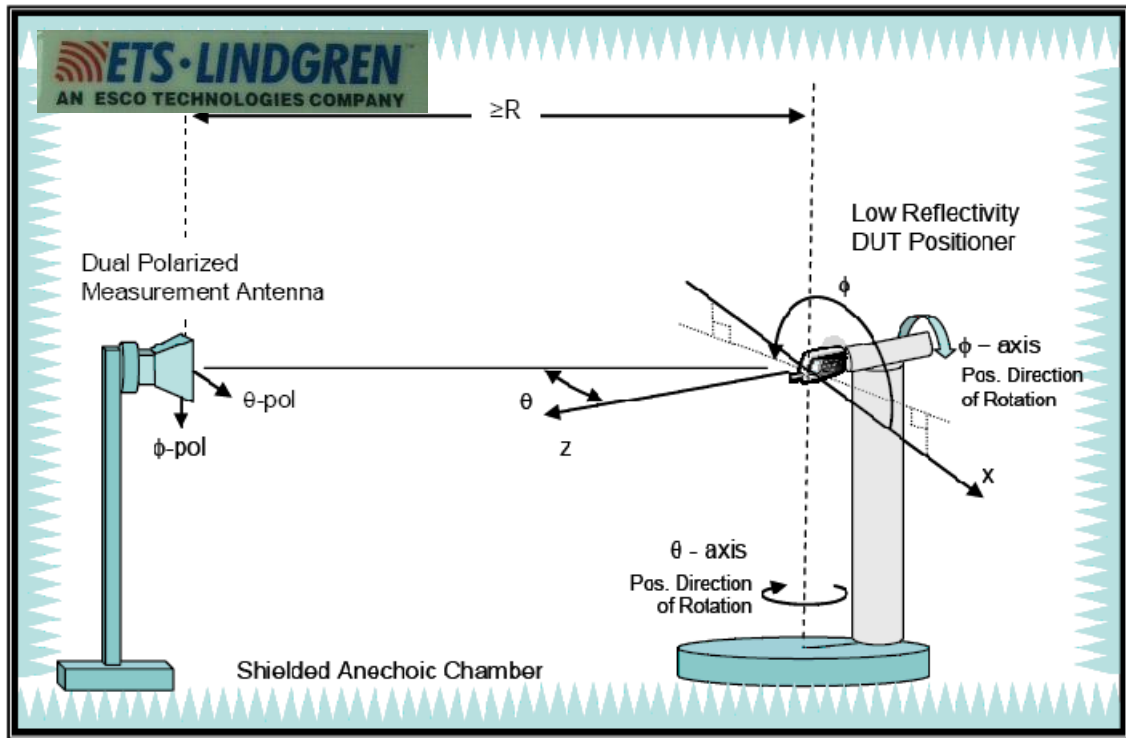 ETS·LINDGREN™
AN ESCO TECHNOLOGIES COMPANY
≥R
Low Reflectivity
DUT Positioner
Dual Polarized
Measurement Antenna
ϕ
ϕ – axis
Pos. Direction
of Rotation
θ-pol
θ
ϕ-pol
z
x
θ - axis
Pos. Direction
of Rotation
Shielded Anechoic Chamber